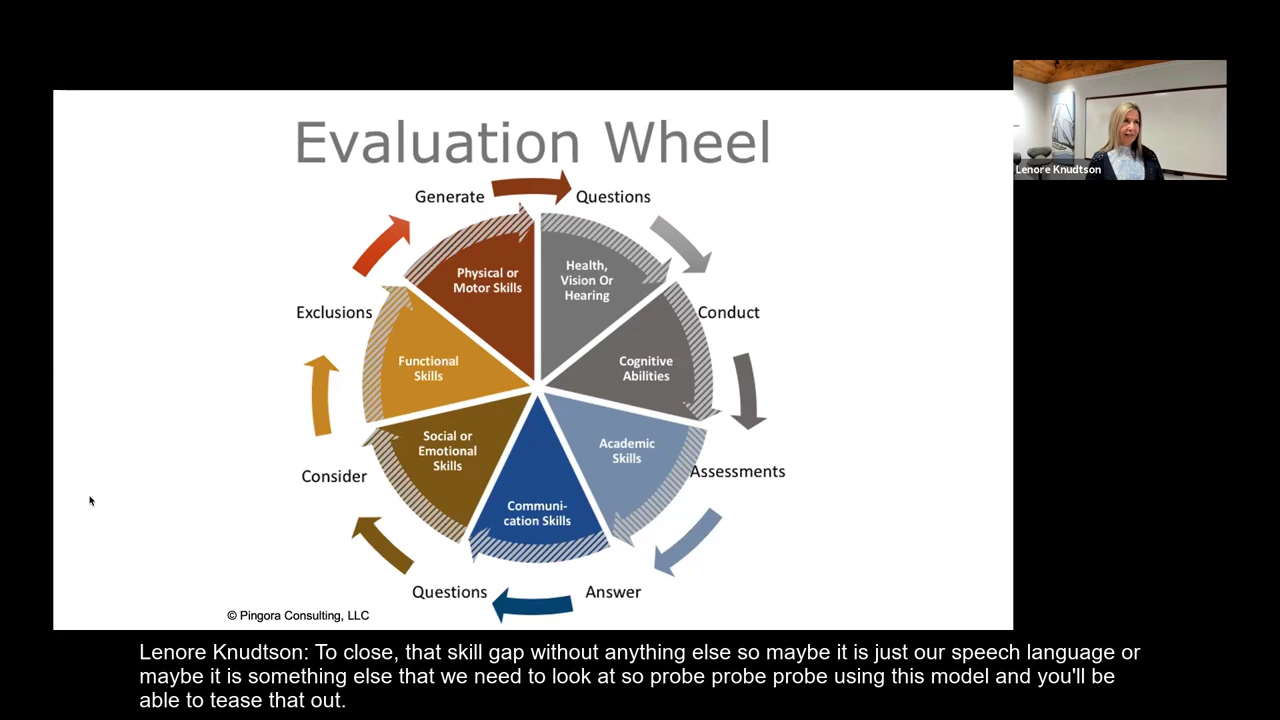 Evaluation Wheel
Generate
Questions
Physical or
Motor Skills
Health,
Vision Or
Hearing
Exclusions
Conduct
Functional
Skills
Cognitive
Abilities
Social or
Emotional
Skills
Academic
Skills
Consider
Assessments
Communi-
cation Skills
Questions
Answer
© Pingora Consulting, LLC
Lenore Knudtson
Lenore Knudtson: To close, that skill gap without anything else so maybe it is just our speech language or
maybe it is something else that we need to look at so probe probe probe using this model and you'll be
able to tease that out.